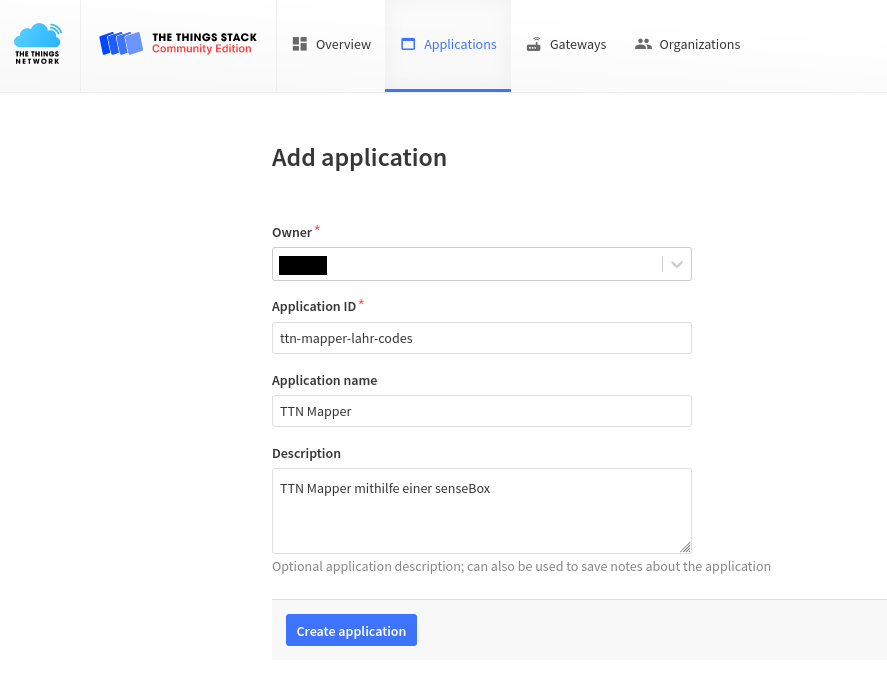 THE THINGS
NETWORK
THE THINGS STACK
Community Edition
Overview
Applications
Gateways
Organizations
Add application
Owner *
Application ID *
ttn-mapper-lahr-codes
Application name
TTN Mapper
Description
TTN Mapper mithilfe einer senseBox
Optional application description; can also be used to save notes about the application
Create application